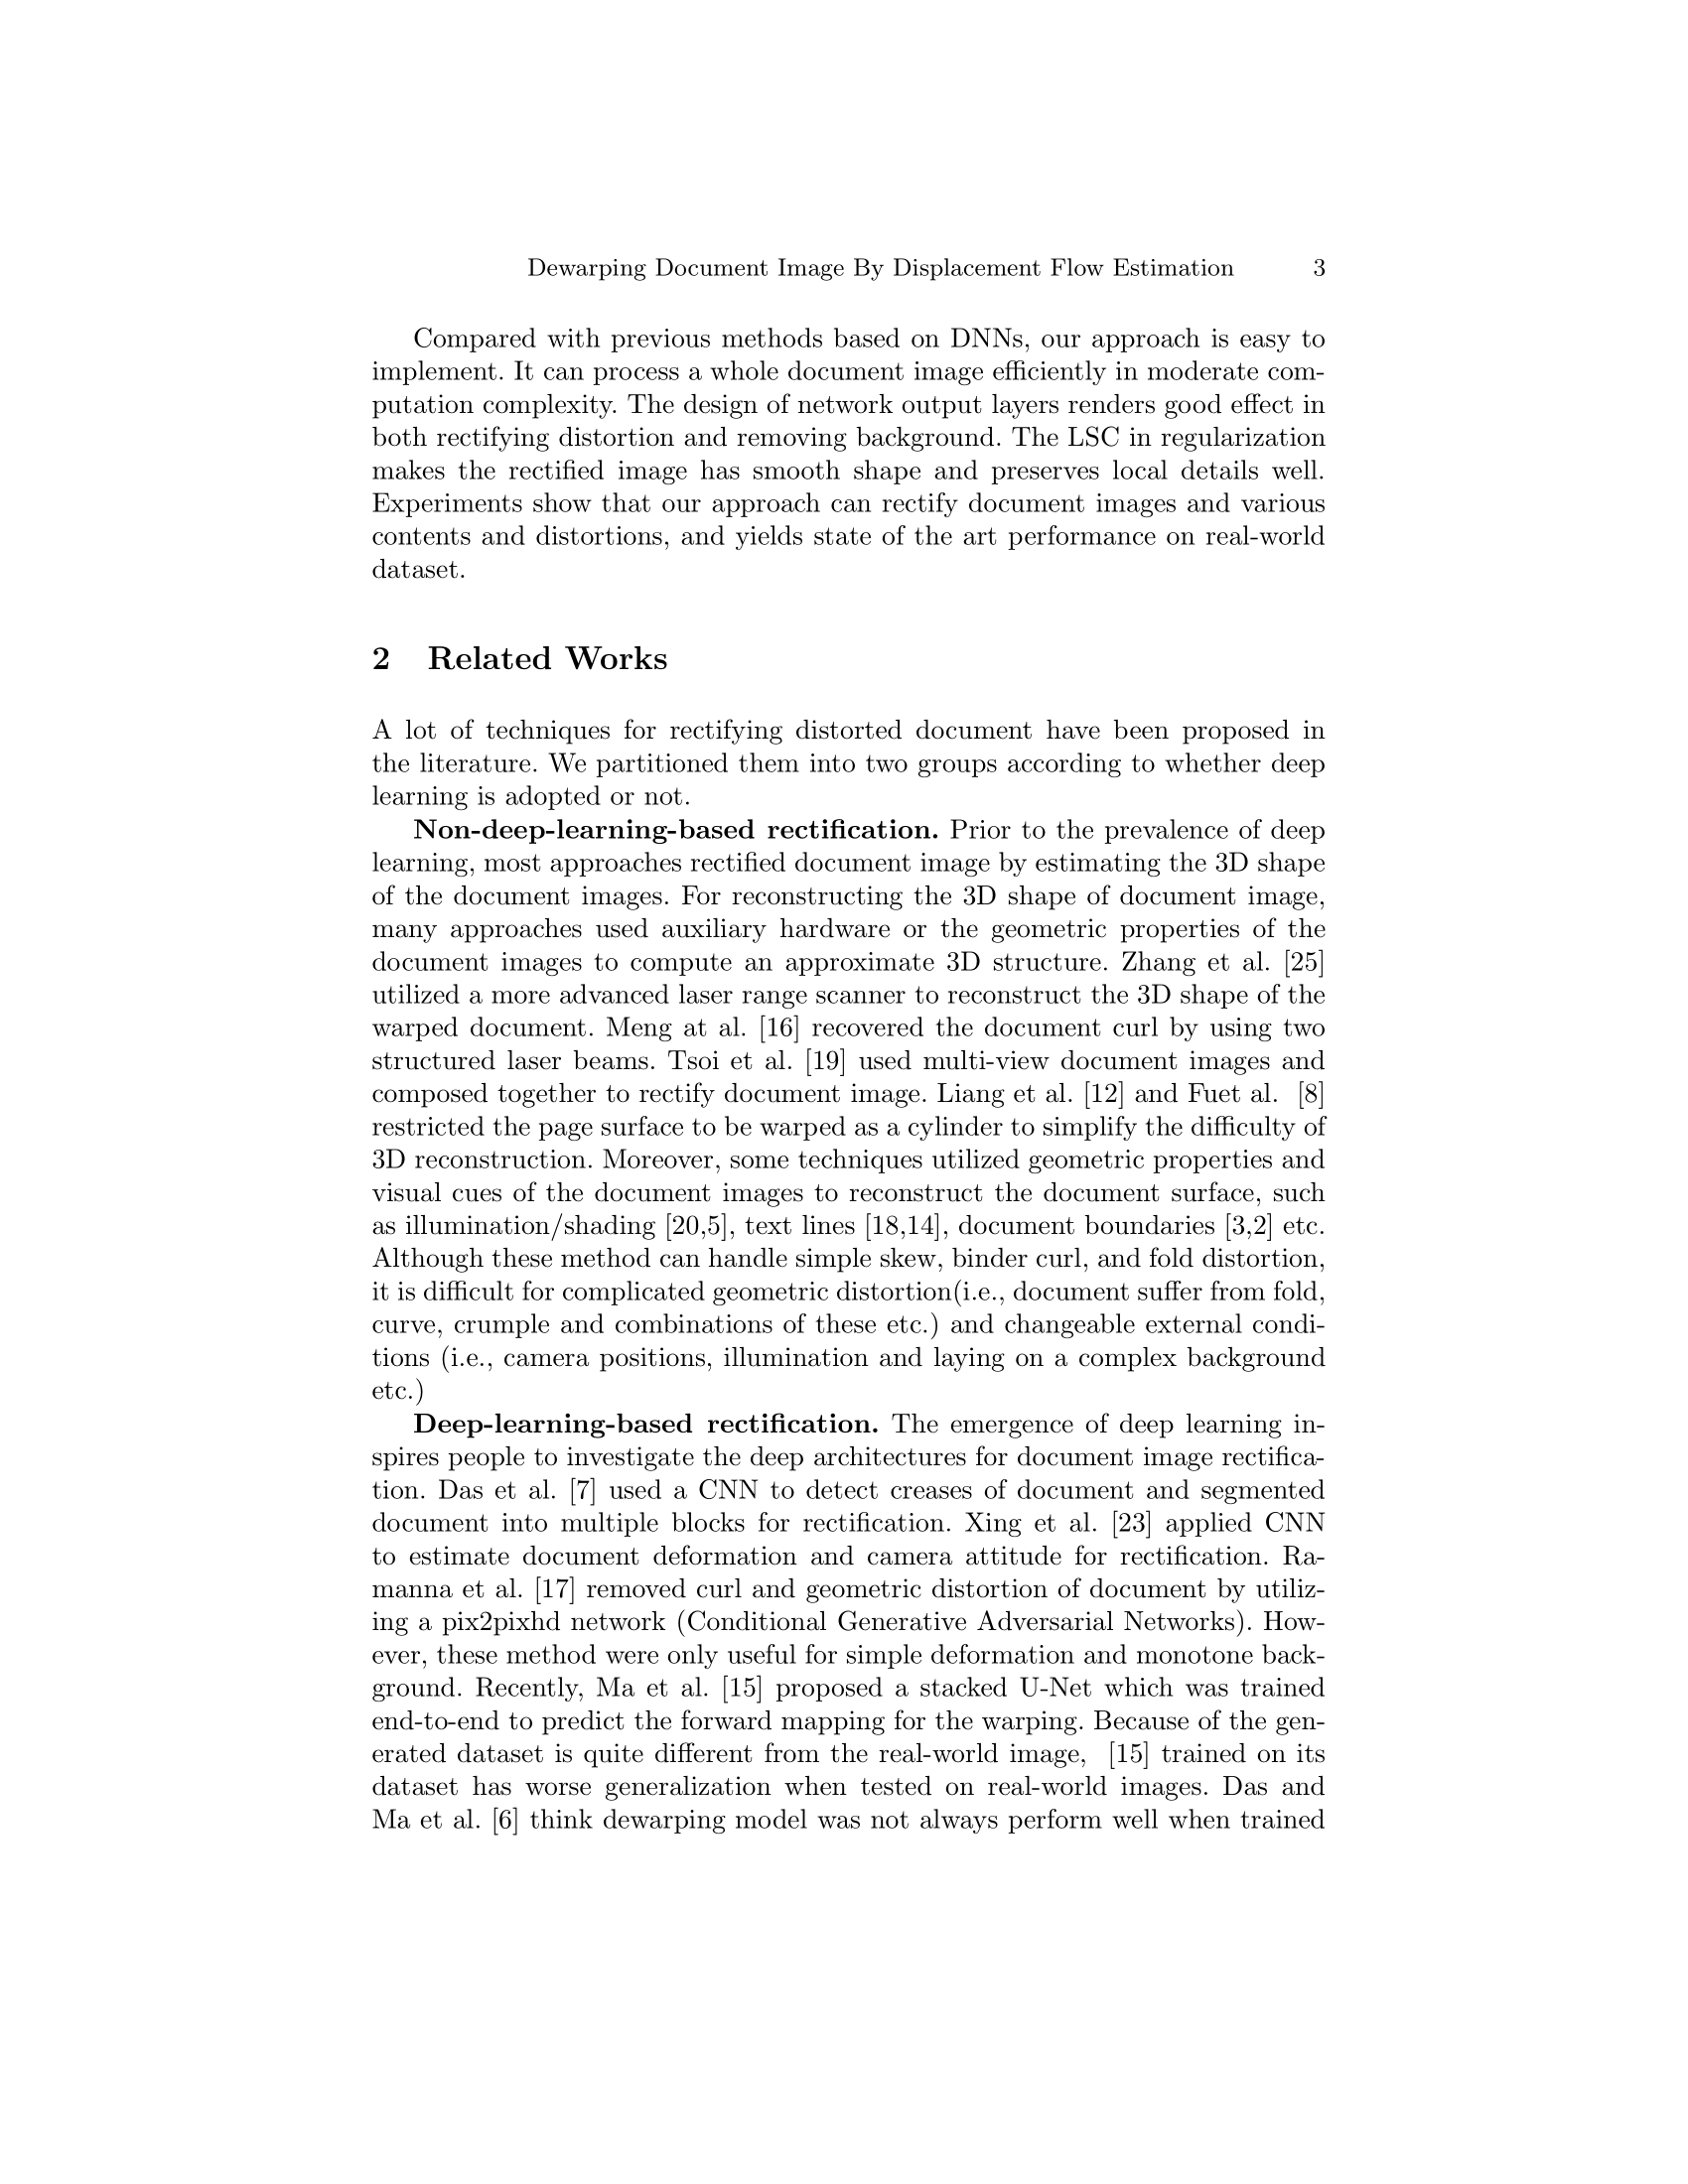 Dewarping Document Image By Displacement Flow Estimation 3
Compared with previous methods based on DNNs, our approach is easy to
implement. It can process a whole document image efficiently in moderate com-
putation complexity. The design of network output layers renders good effect in
both rectifying distortion and removing background. The LSC in regularization
makes the rectified image has smooth shape and preserves local details well.
Experiments show that our approach can rectify document images and various
contents and distortions, and yields state of the art performance on real-world
dataset.
2 Related Works
A lot of techniques for rectifying distorted document have been proposed in
the literature. We partitioned them into two groups according to whether deep
learning is adopted or not.
Non-deep-learning-based rectification. Prior to the prevalence of deep
learning, most approaches rectified document image by estimating the 3D shape
of the document images. For reconstructing the 3D shape of document image,
many approaches used auxiliary hardware or the geometric properties of the
document images to compute an approximate 3D structure. Zhang et al. [25]
utilized a more advanced laser range scanner to reconstruct the 3D shape of the
warped document. Meng at al. [16] recovered the document curl by using two
structured laser beams. Tsoi et al. [19] used multi-view document images and
composed together to rectify document image. Liang et al. [12] and Fuet al. [8]
restricted the page surface to be warped as a cylinder to simplify the difficulty of
3D reconstruction. Moreover, some techniques utilized geometric properties and
visual cues of the document images to reconstruct the document surface, such
as illumination/shading [20,5], text lines [18,14], document boundaries [3,2] etc.
Although these method can handle simple skew, binder curl, and fold distortion,
it is difficult for complicated geometric distortion(i.e., document suffer from fold,
curve, crumple and combinations of these etc.) and changeable external condi-
tions (i.e., camera positions, illumination and laying on a complex background
etc.)
Deep-learning-based rectification. The emergence of deep learning in-
spires people to investigate the deep architectures for document image rectifica-
tion. Das et al. [7] used a CNN to detect creases of document and segmented
document into multiple blocks for rectification. Xing et al. [23] applied CNN
to estimate document deformation and camera attitude for rectification. Ra-
manna et al. [17] removed curl and geometric distortion of document by utiliz-
ing a pix2pixhd network (Conditional Generative Adversarial Networks). How-
ever, these method were only useful for simple deformation and monotone back-
ground. Recently, Ma et al. [15] proposed a stacked U-Net which was trained
end-to-end to predict the forward mapping for the warping. Because of the gen-
erated dataset is quite different from the real-world image, [15] trained on its
dataset has worse generalization when tested on real-world images. Das and
Ma et al. [6] think dewarping model was not always perform well when trained